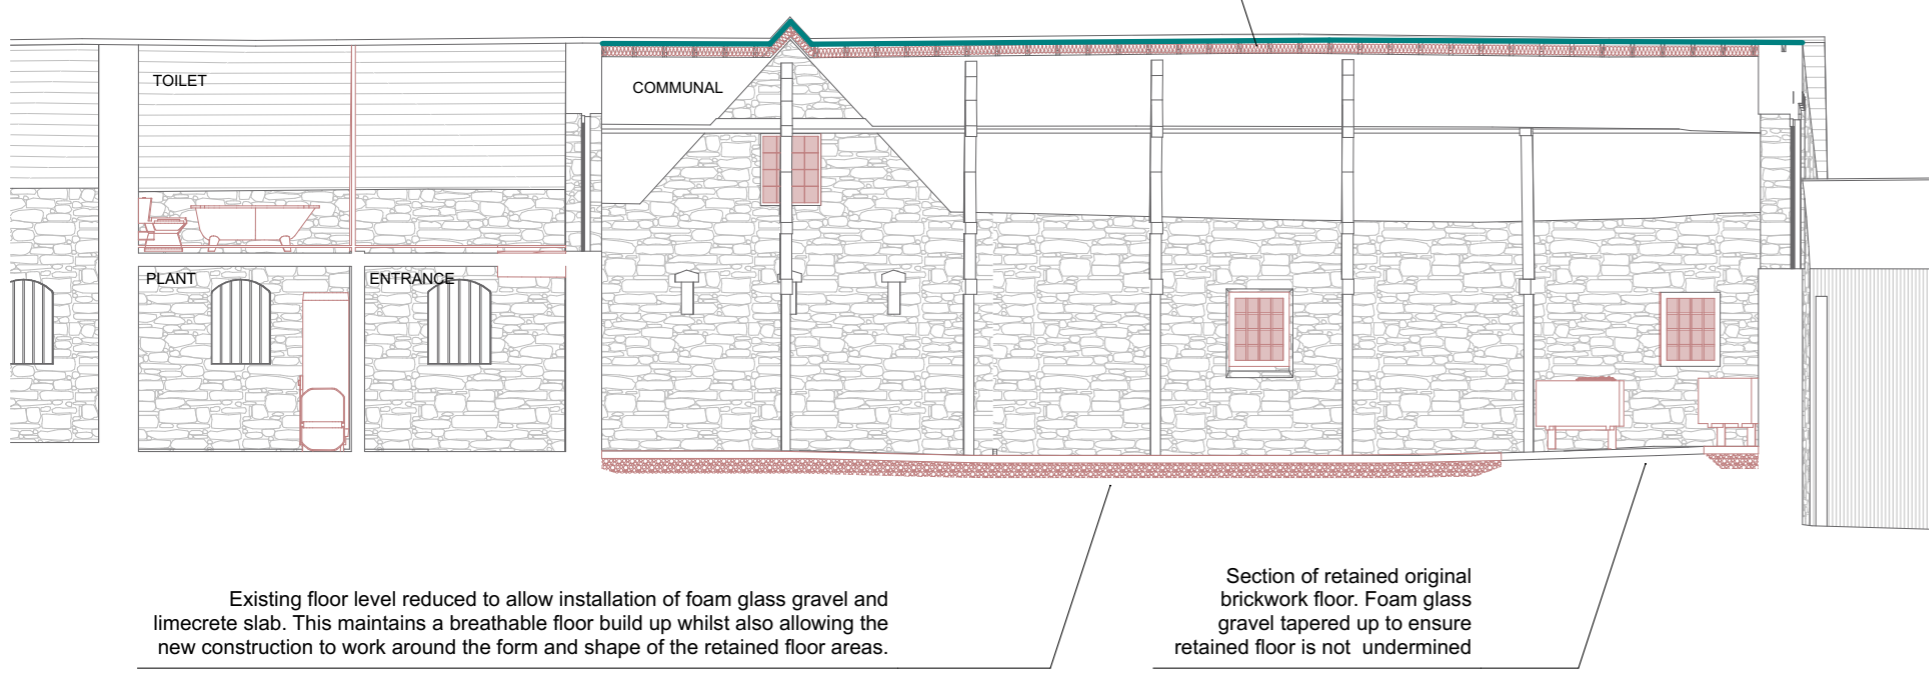 TOILET
COMMUNAL
PLANT
ENTRANCE
Existing floor level reduced to allow installation of foam glass gravel and
limecrete slab. This maintains a breathable floor build up whilst also allowing the
new construction to work around the form and shape of the retained floor areas.
Section of retained original
brickwork floor. Foam glass
gravel tapered up to ensure
retained floor is not undermined